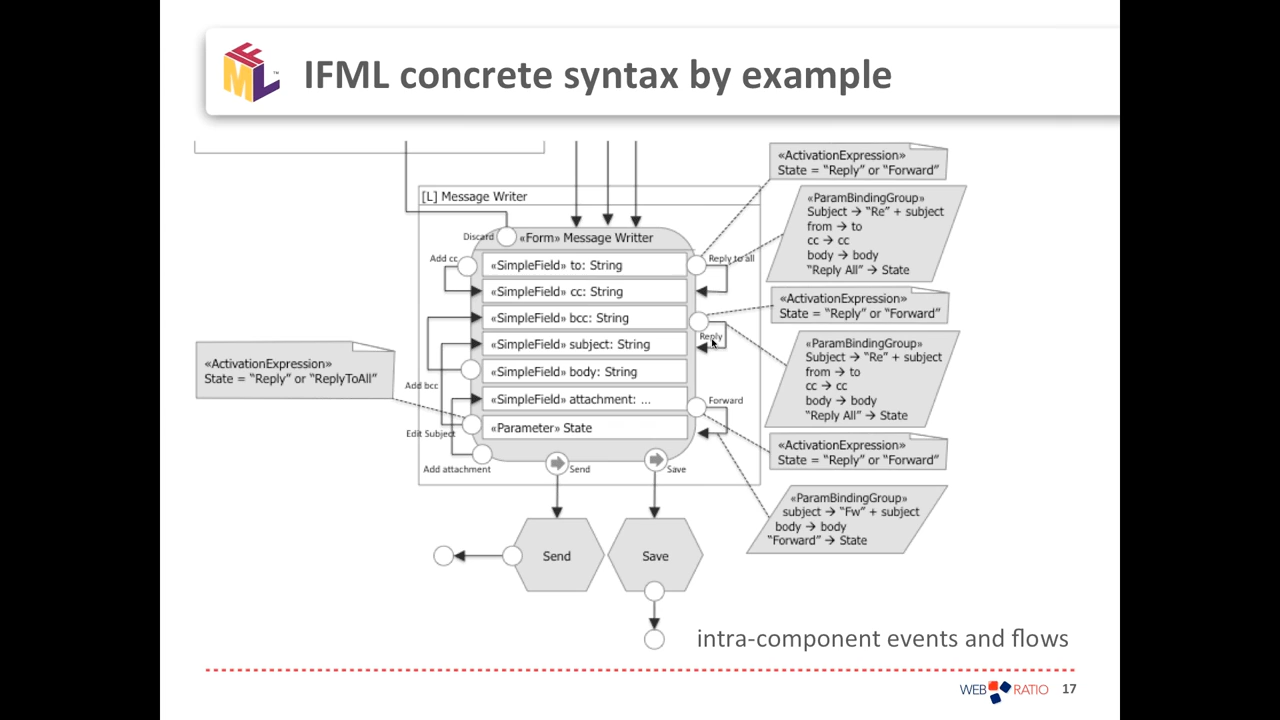 IFML concrete syntax by example
«ActivationExpression»
State = “Reply” or “Forward”
[L] Message Writer
«ParamBindingGroup»
Subject → “Re” + subject
from → to
cc → cc
body → body
“Reply All” → State
Discard
«Form» Message Writter
Add cc
Reply to all
«SimpleField» to: String
«SimpleField» cc: String
«SimpleField» bcc: String
«SimpleField» subject: String
«SimpleField» body: String
«SimpleField» attachment: ...
«Parameter» State
«ActivationExpression»
State = “Reply” or “Forward”
Reply
«ParamBindingGroup»
Subject → “Re” + subject
from → to
cc → cc
body → body
“Reply All” → State
«ActivationExpression»
State = “Reply” or “ReplyToAll”
Add bcc
Forward
Edit Subject
«ActivationExpression»
State = “Reply” or “Forward”
Add attachment
Send
Save
«ParamBindingGroup»
subject → “Fw” + subject
body → body
“Forward” → State
Send
Save
intra-component events and flows
WEB RATIO
17
IFML
™